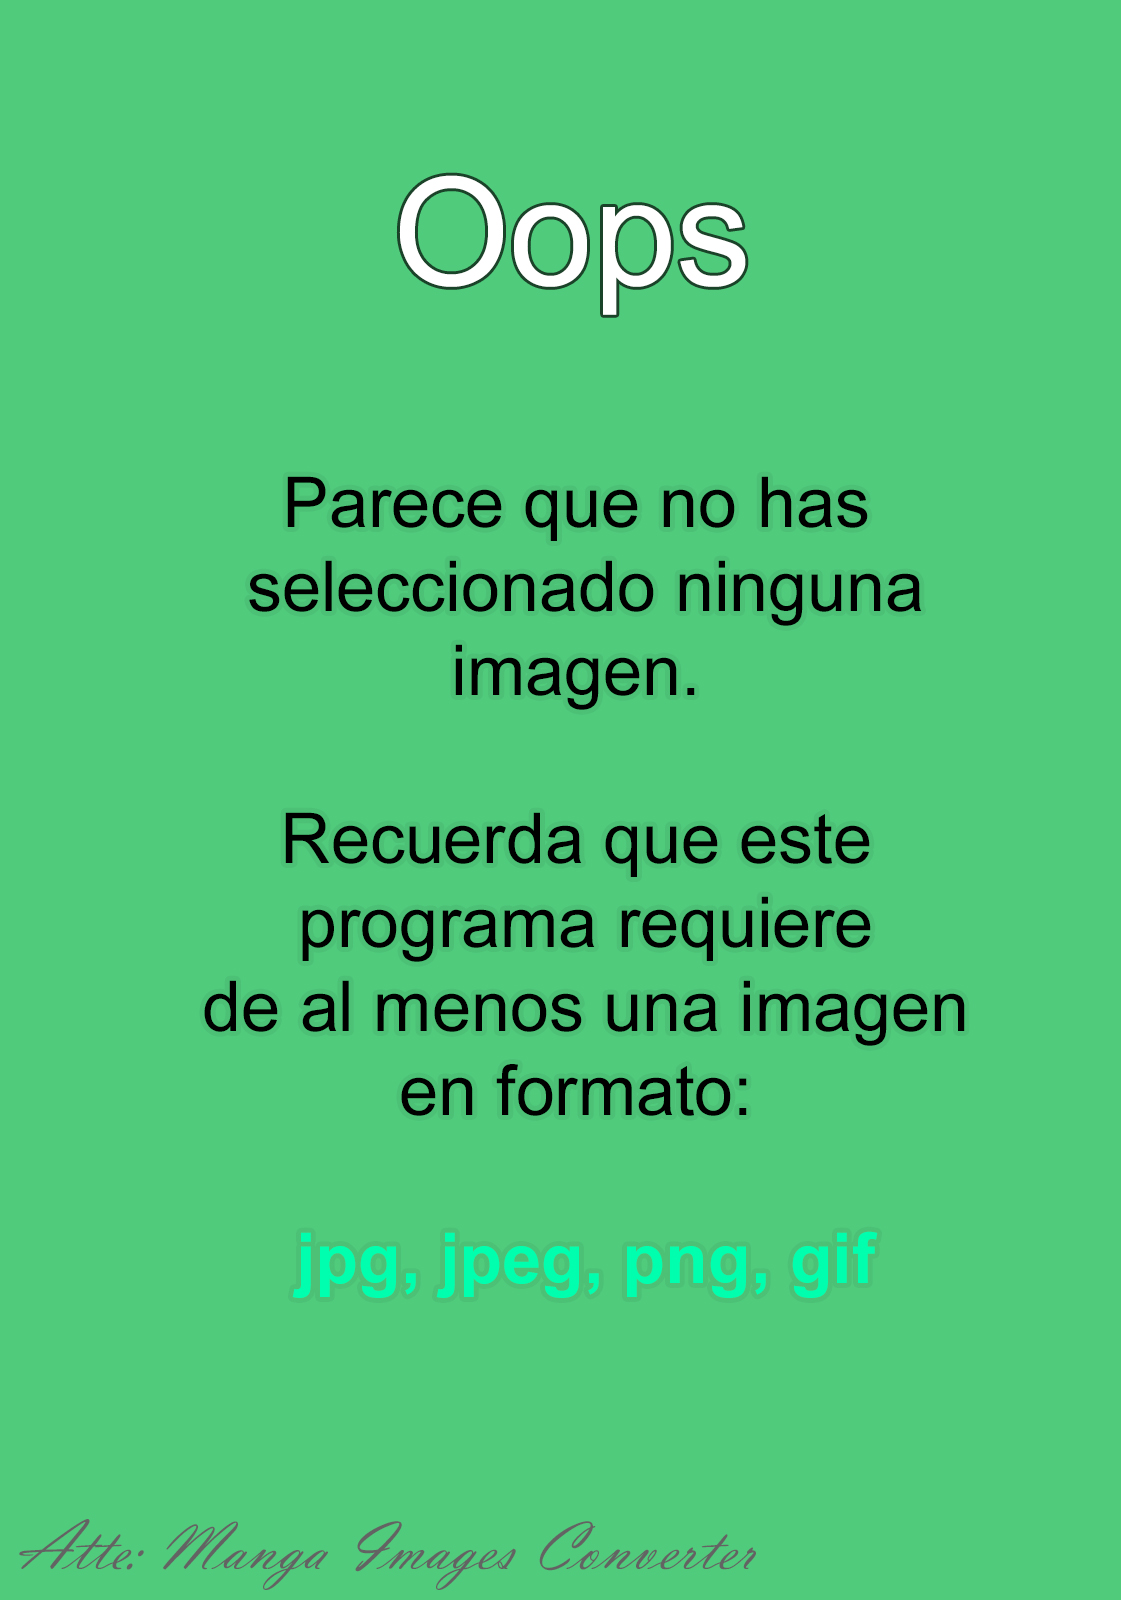 Oops
Parece que no has
seleccionado ninguna
imagen.
Recuerda que este
programa requiere
de al menos una imagen
en formato:
jpg, jpeg, png, gif
Atte: Manga Images Converter